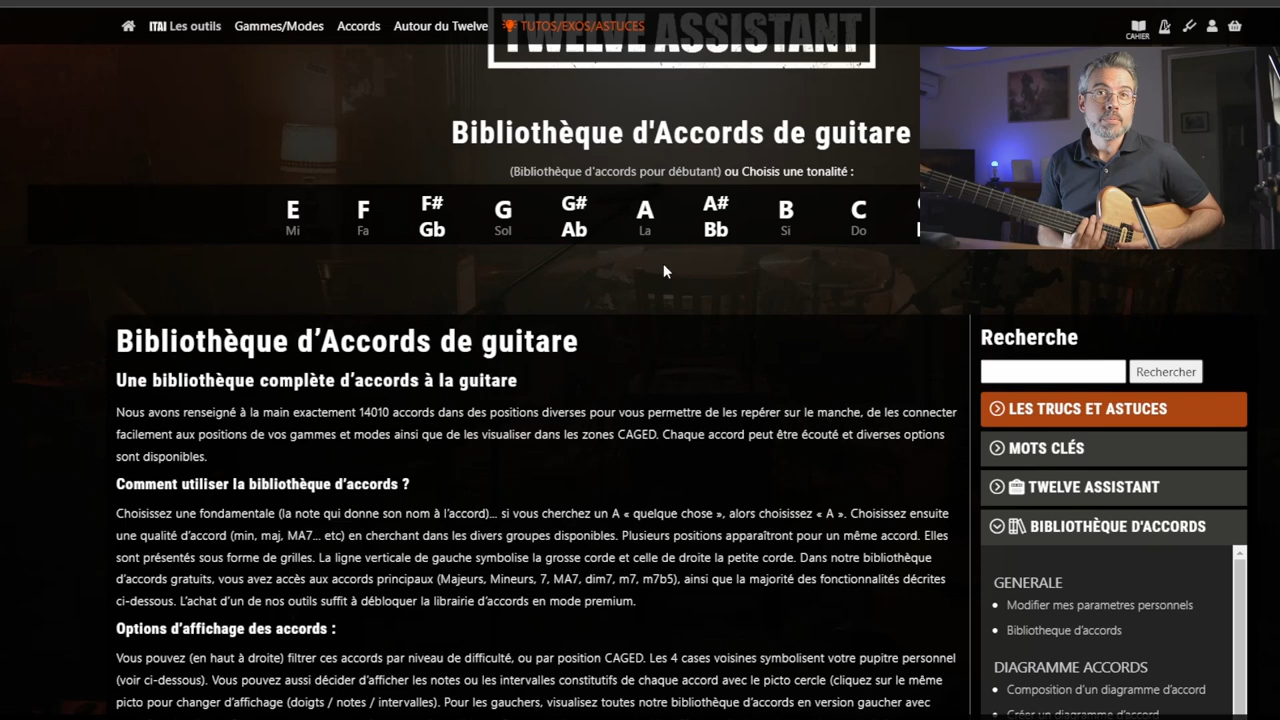 ITAI Les outils
Gammes/Modes
Accords
Autour du Twelve
TUTOS/EXOS/ASTUCES
CAHIER
TWELVE ASSISTANT
Bibliothèque d'Accords de guitare
(Bibliothèque d'accords pour débutant) ou Choisis une tonalité :
E F F# G G# A A# B C
Gb Ab Bb
Mi Fa Sol La Si Do
Bibliothèque d’Accords de guitare
Une bibliothèque complète d’accords à la guitare
Nous avons renseigné à la main exactement 14010 accords dans des positions diverses pour vous permettre de les repérer sur le manche, de les connecter
facilement aux positions de vos gammes et modes ainsi que de les visualiser dans les zones CAGED. Chaque accord peut être écouté et diverses options
sont disponibles.
Comment utiliser la bibliothèque d’accords ?
Choisissez une fondamentale (la note qui donne son nom à l’accord)... si vous cherchez un A « quelque chose », alors choisissez « A ». Choisissez ensuite
une qualité d’accord (min, maj, MA7... etc) en cherchant dans les divers groupes disponibles. Plusieurs positions apparaîtront pour un même accord. Elles
sont présentés sous forme de grilles. La ligne verticale de gauche symbolise la grosse corde et celle de droite la petite corde. Dans notre bibliothèque
d’accords gratuits, vous avez accès aux accords principaux (Majeurs, Mineurs, 7, MA7, dim7, m7, m7b5), ainsi que la majorité des fonctionnalités décrites
ci-dessous. L’achat d’un de nos outils suffit à débloquer la librairie d’accords en mode premium.
Options d’affichage des accords :
Vous pouvez (en haut à droite) filtrer ces accords par niveau de difficulté, ou par position CAGED. Les 4 cases voisines symbolisent votre pupitre personnel
(voir ci-dessous). Vous pouvez aussi décider d’afficher les notes ou les intervalles constitutifs de chaque accord avec le picto cercle (cliquez sur le même
picto pour changer d’affichage (doigts / notes / intervalles). Pour les gauchers, visualisez toutes notre bibliothèque d’accords en version gaucher avec
Recherche
Rechercher
LES TRUCS ET ASTUCES
MOTS CLÉS
TWELVE ASSISTANT
BIBLIOTHÈQUE D'ACCORDS
GENERALE
Modifier mes parametres personnels
Bibliotheque d’accords
DIAGRAMME ACCORDS
Composition d’un diagramme d’accord
Créer un diagramme d’accord